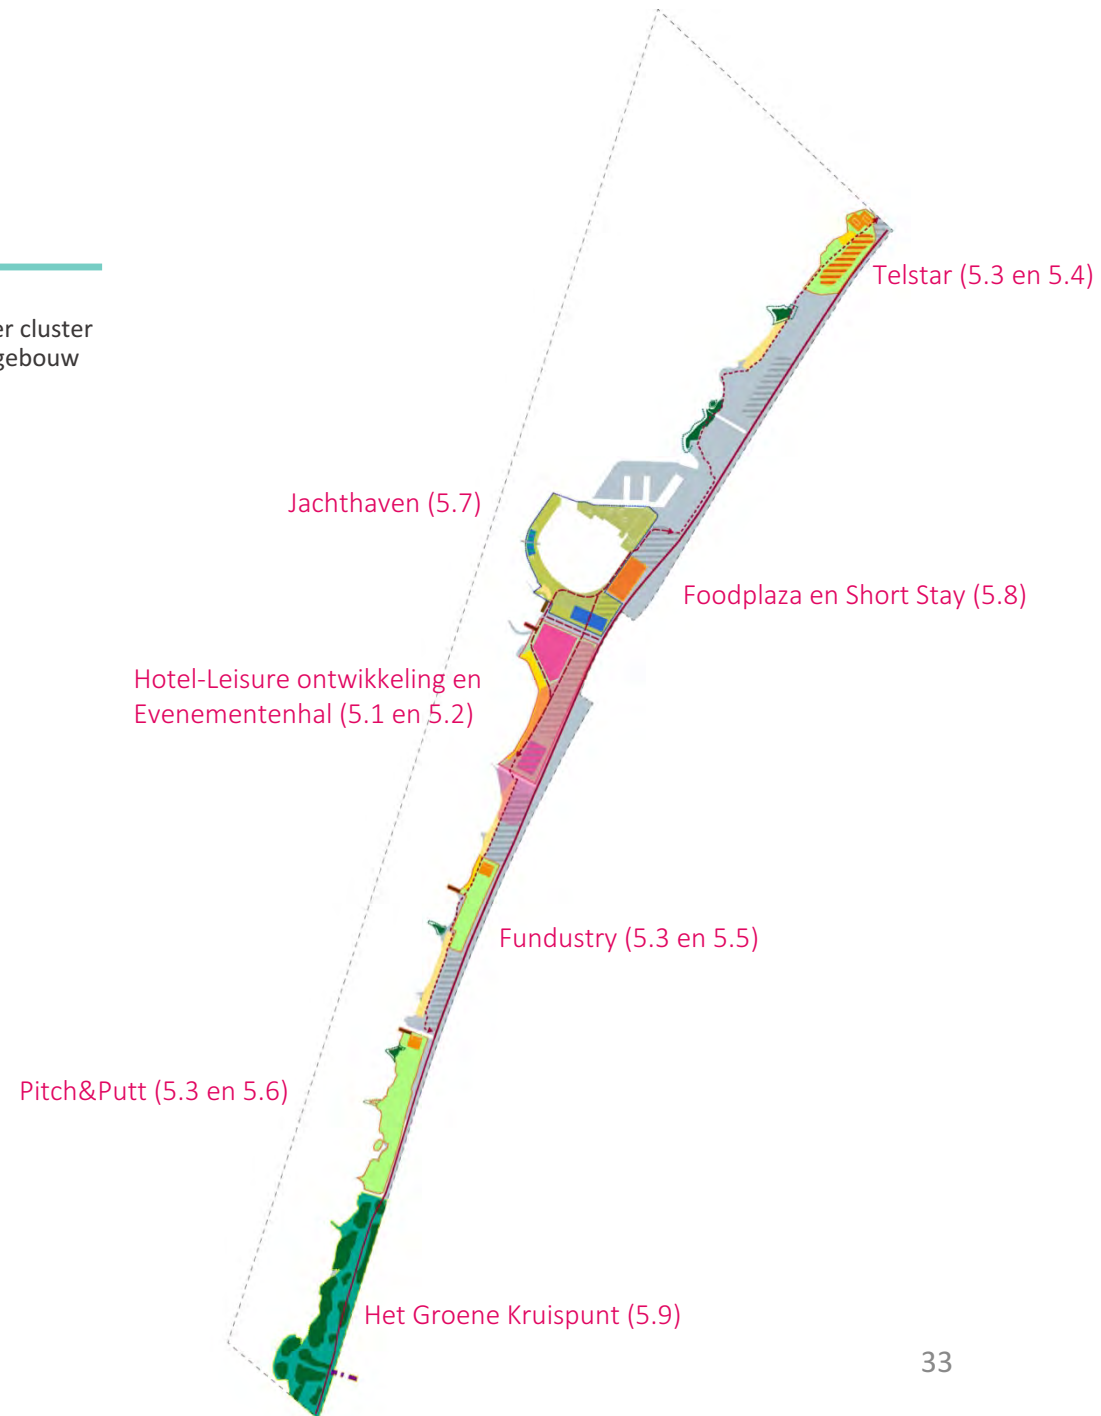 Telstar (5.3 en 5.4)
er cluster
gebouw
Jachthaven (5.7)
Foodplaza en Short Stay (5.8)
Hotel-Leisure ontwikkeling en
Evenementenhal (5.1 en 5.2)
Fundustry (5.3 en 5.5)
Pitch&Putt (5.3 en 5.6)
Het Groene Kruispunt (5.9)
33